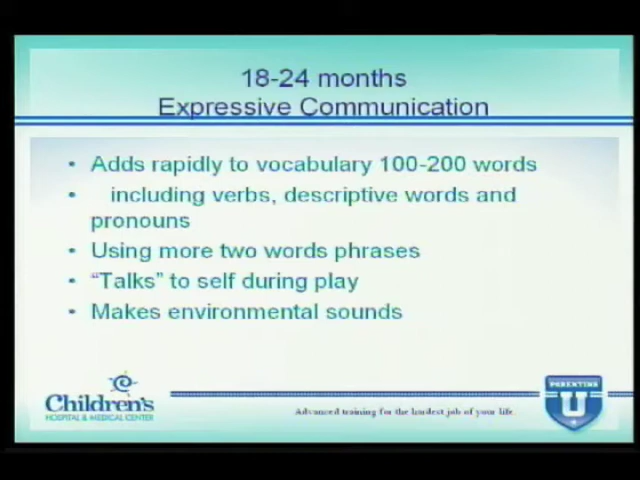 18-24 months
Expressive Communication
• Adds rapidly to vocabulary 100-200 words
• including verbs, descriptive words and
pronouns
• Using more two words phrases
• “Talks” to self during play
• Makes environmental sounds
Children's
HOSPITAL & MEDICAL CENTER
Advanced training for the hardest job of your life.
PARENTING
U